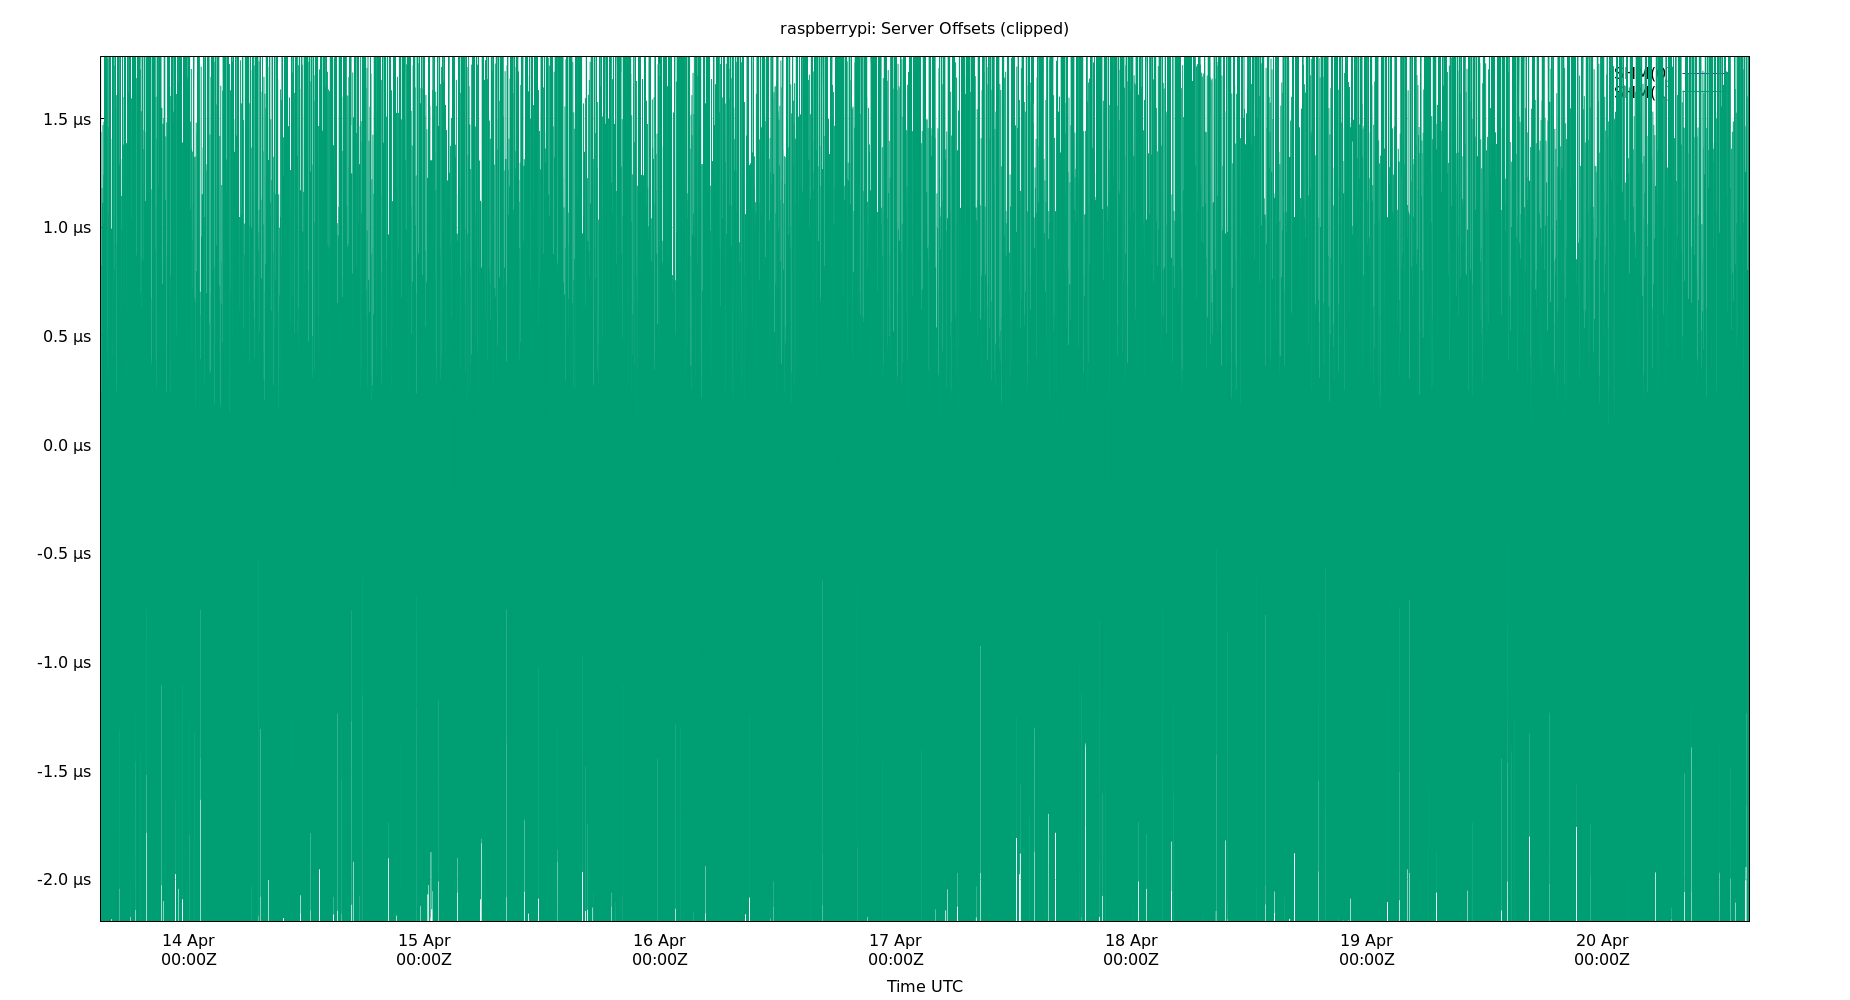 raspberrypi: Server Offsets (clipped)
SHM(0)
SHM(
1.5 µs
1.0 µs
0.5 µs
0.0 µs
-0.5 µs
-1.0 µs
-1.5 µs
-2.0 µs
14 Apr 15 Apr 16 Apr 17 Apr 18 Apr 19 Apr 20 Apr
00:00Z 00:00Z 00:00Z 00:00Z 00:00Z 00:00Z 00:00Z
Time UTC